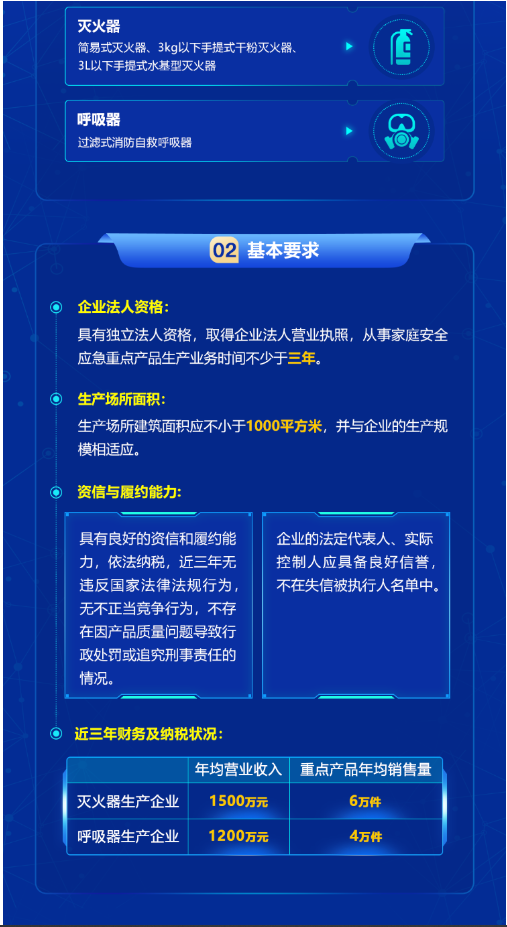 灭火器
简易式灭火器、3kg以下手提式干粉灭火器、
3L以下手提式水基型灭火器
呼吸器
过滤式消防自救呼吸器
02 基本要求
企业法人资格：
具有独立法人资格，取得企业法人营业执照，从事家庭安全
应急重点产品生产业务时间不少于三年。
生产场所面积：
生产场所建筑面积应不小于1000平方米，并与企业的生产规
模相适应。
资信与履约能力：
具有良好的资信和履约能
力，依法纳税，近三年无
违反国家法律法规行为，
无不正当竞争行为，不存
在因产品质量问题导致行
政处罚或追究刑事责任的
情况。
企业的法定代表人、实际
控制人应具备良好信誉，
不在失信被执行人名单中。
近三年财务及纳税状况：
年均营业收入 重点产品年均销售量
灭火器生产企业 1500万元 6万件
呼吸器生产企业 1200万元 4万件